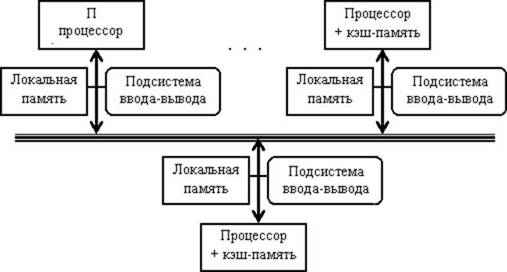 П
процессор
. . .
Процессор
+ кэш-память
Локальная
память
Подсистема
ввода-вывода
Локальная
память
Подсистема
ввода-вывода
Локальная
память
Подсистема
ввода-вывода
Процессор
+ кэш-память